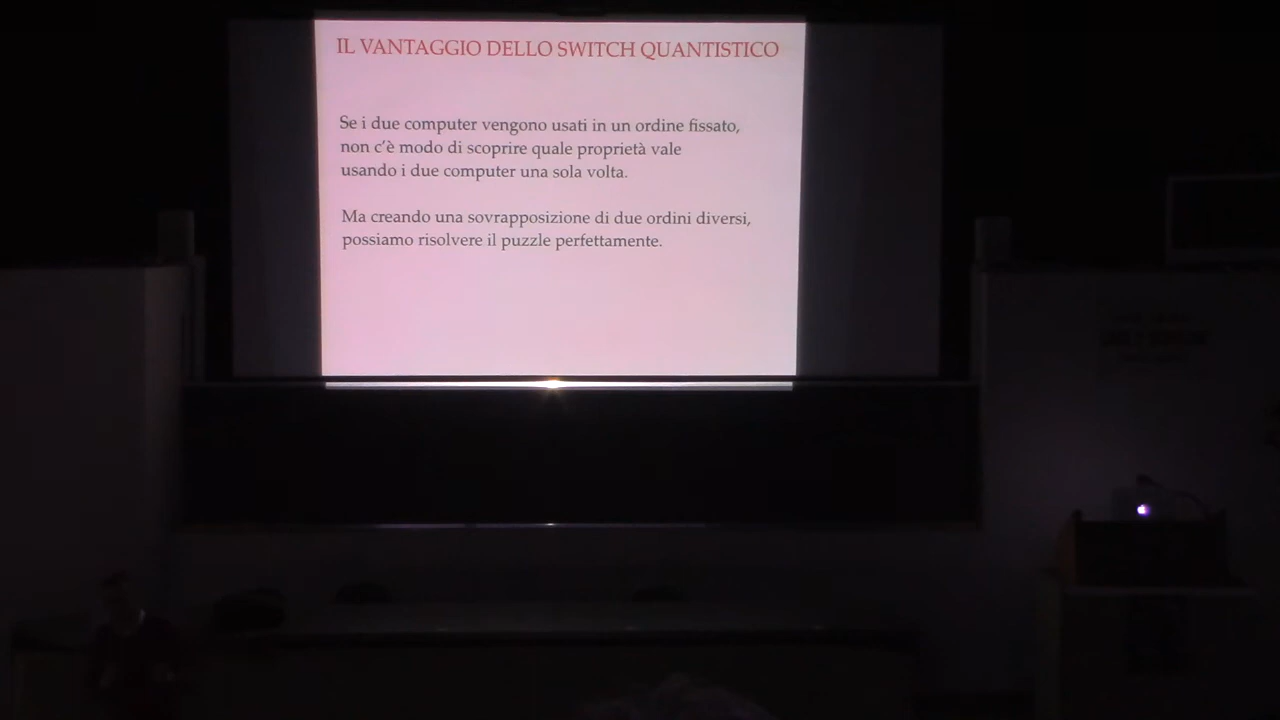 IL VANTAGGIO DELLO SWITCH QUANTISTICO
Se i due computer vengono usati in un ordine fissato,
non c'è modo di scoprire quale proprietà vale
usando i due computer una sola volta.
Ma creando una sovrapposizione di due ordini diversi,
possiamo risolvere il puzzle perfettamente.